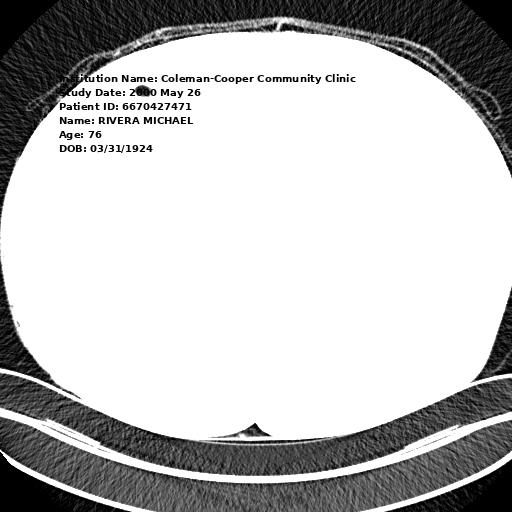 Institution Name: Coleman-Cooper Community Clinic
Study Date: 2000 May 26
Patient ID: 6670427471
Name: RIVERA MICHAEL
Age: 76
DOB: 03/31/1924